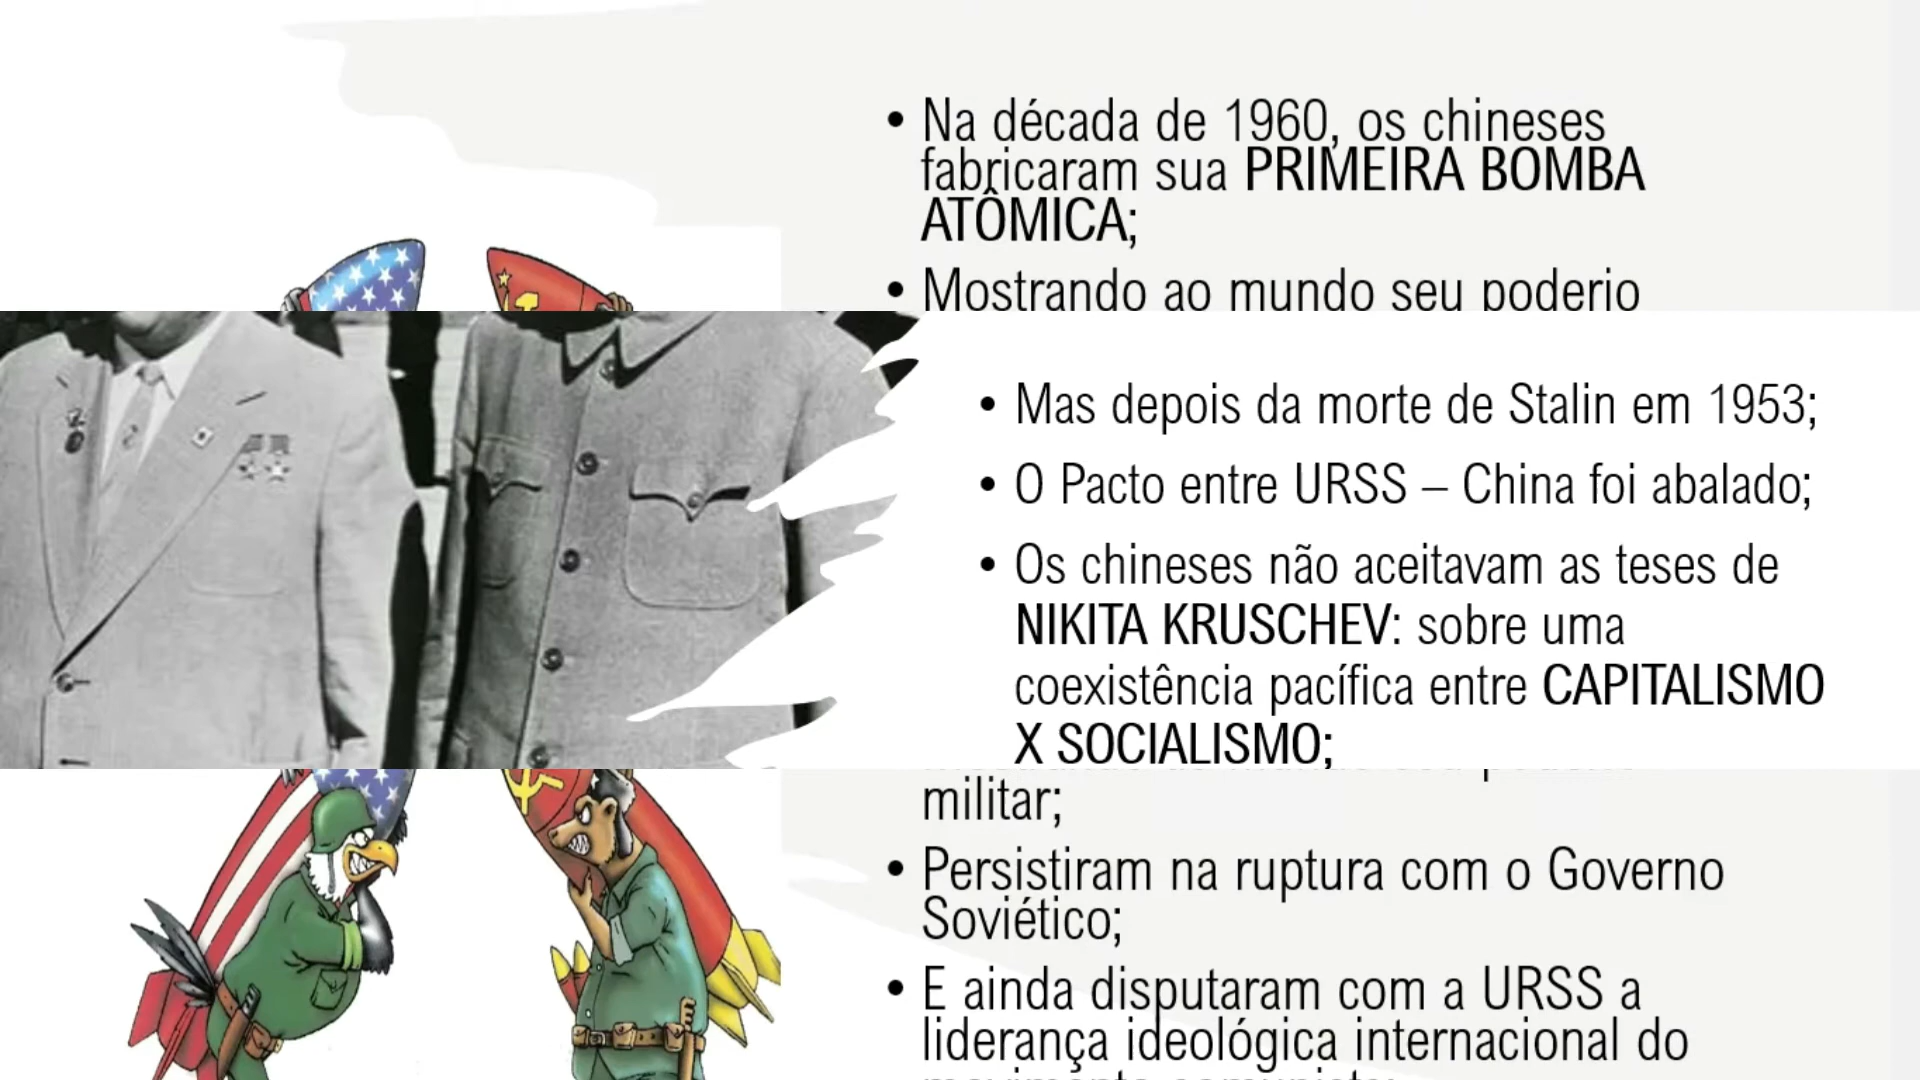 • Na década de 1960, os chineses
fabricaram sua PRIMEIRA BOMBA
ATÔMICA;
• Mostrando ao mundo seu poderio
• Mas depois da morte de Stalin em 1953;
• O Pacto entre URSS – China foi abalado;
• Os chineses não aceitavam as teses de
NIKITA KRUSCHEV: sobre uma
coexistência pacífica entre CAPITALISMO
X SOCIALISMO;
militar;
• Persistiram na ruptura com o Governo
Soviético;
• E ainda disputaram com a URSS a
liderança ideológica internacional do